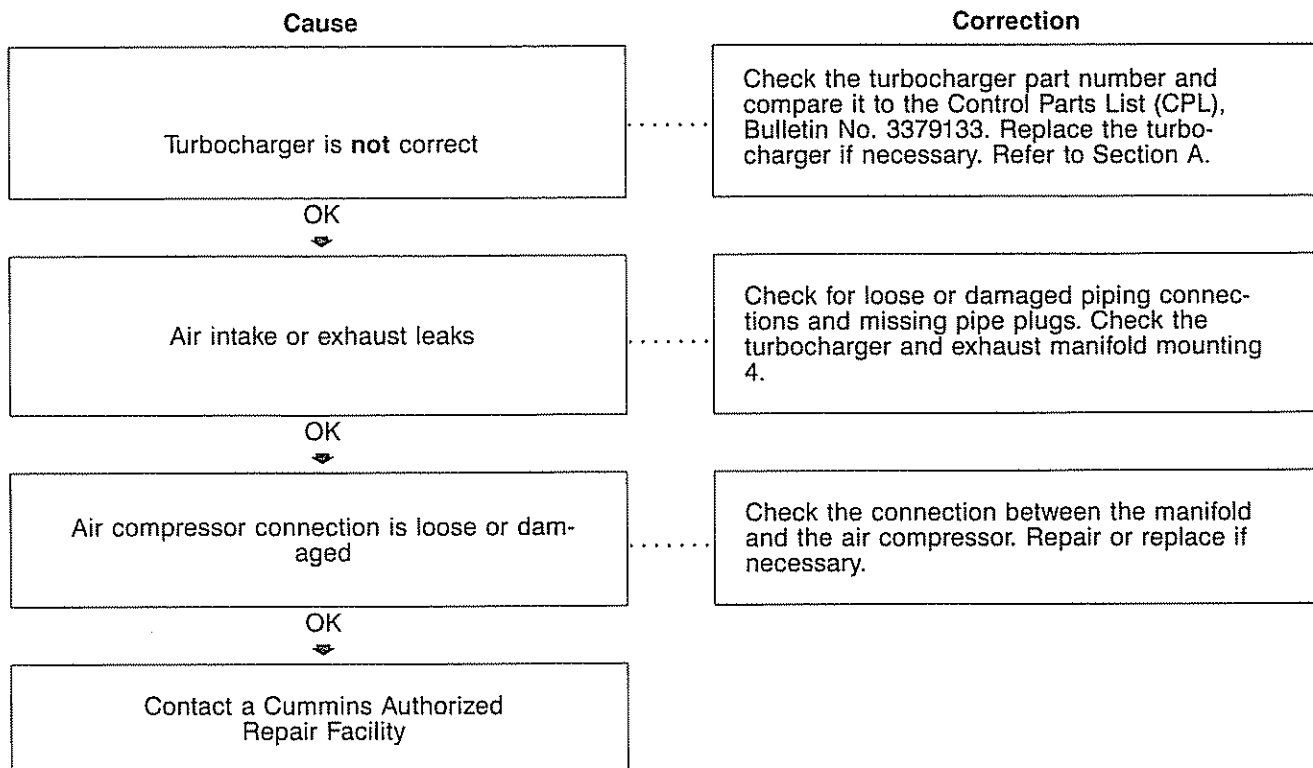 Cause
Correction
Turbocharger is not correct
Check the turbocharger part number and
compare it to the Control Parts List (CPL),
Bulletin No. 3379133. Replace the turbo-
charger if necessary. Refer to Section A.
OK
Air intake or exhaust leaks
Check for loose or damaged piping connec-
tions and missing pipe plugs. Check the
turbocharger and exhaust manifold mounting
4.
OK
Air compressor connection is loose or dam-
aged
Check the connection between the manifold
and the air compressor. Repair or replace if
necessary.
OK
Contact a Cummins Authorized
Repair Facility